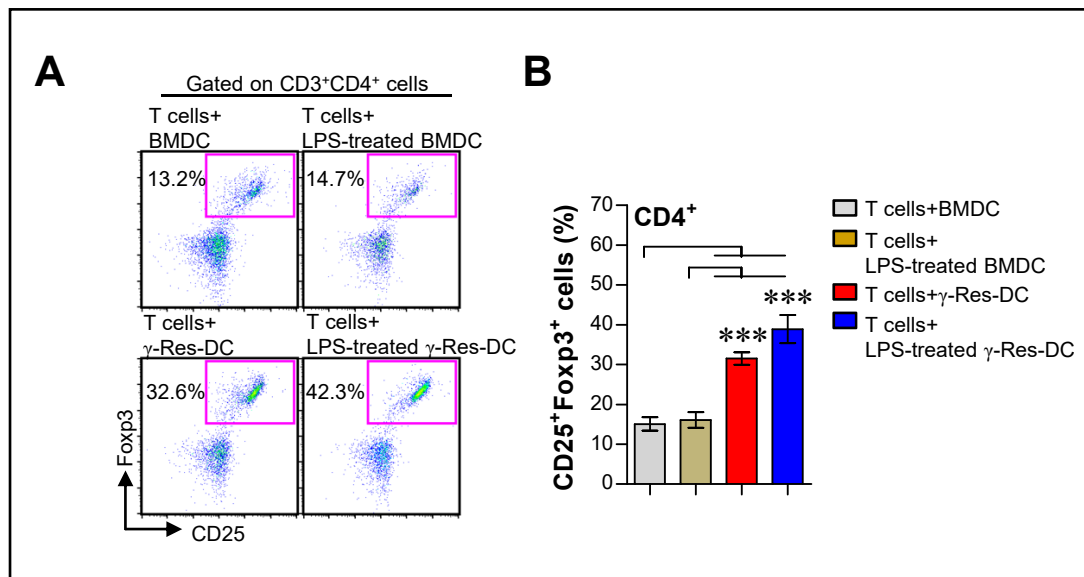 A
Gated on CD3⁺CD4⁺ cells
T cells+
BMDC
T cells+
LPS-treated BMDC
13.2%
14.7%
T cells+
γ-Res-DC
T cells+
LPS-treated γ-Res-DC
32.6%
42.3%
Foxp3
CD25
B
CD25⁺Foxp3⁺ cells (%)
70
60
50
40
30
20
10
0
CD4⁺
***
***
T cells+BMDC
T cells+
LPS-treated BMDC
T cells+γ-Res-DC
T cells+
LPS-treated γ-Res-DC